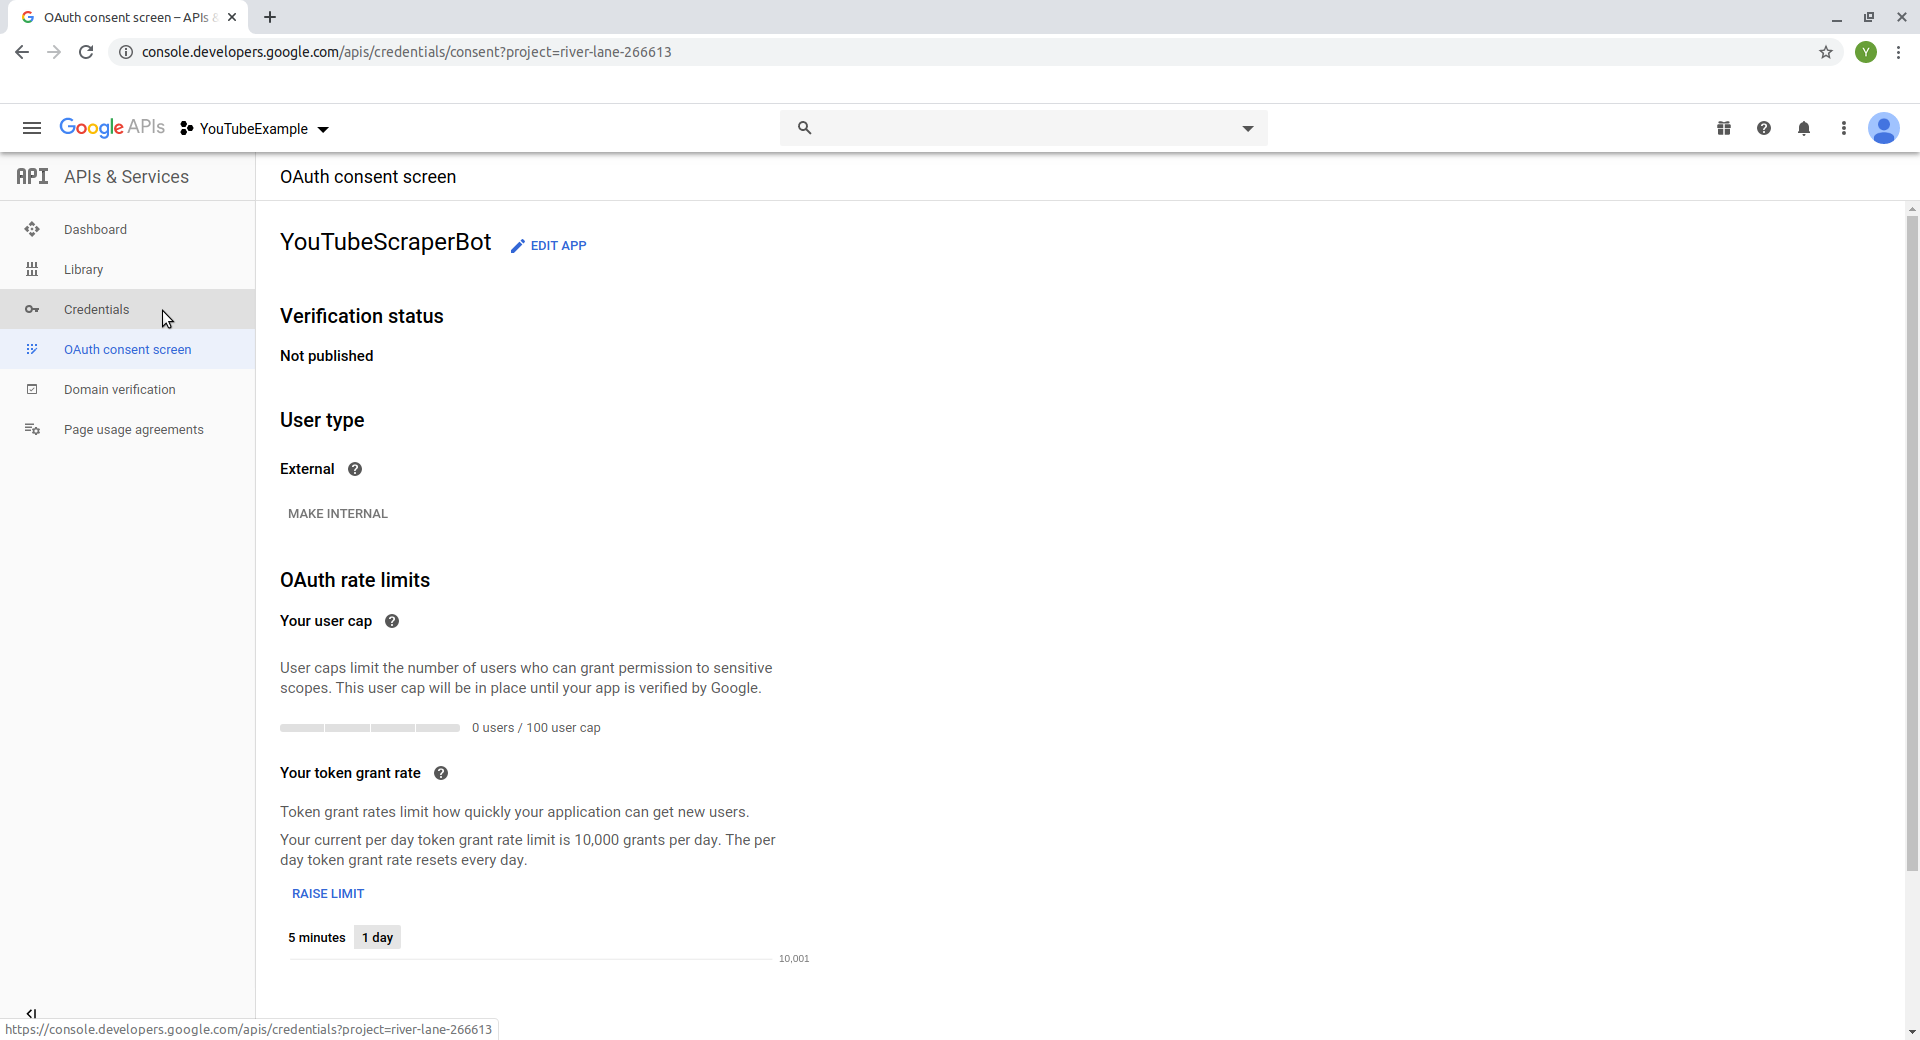 OAuth consent screen – APIs &
console.developers.google.com/apis/credentials/consent?project=river-lane-266613
Y
Google APIs
YouTubeExample
API APIs & Services
OAuth consent screen
Dashboard
Library
Credentials
OAuth consent screen
Domain verification
Page usage agreements
YouTubeScraperBot
EDIT APP
Verification status
Not published
User type
External
MAKE INTERNAL
OAuth rate limits
Your user cap
User caps limit the number of users who can grant permission to sensitive
scopes. This user cap will be in place until your app is verified by Google.
0 users / 100 user cap
Your token grant rate
Token grant rates limit how quickly your application can get new users.
Your current per day token grant rate limit is 10,000 grants per day. The per
day token grant rate resets every day.
RAISE LIMIT
5 minutes 1 day
10,001
https://console.developers.google.com/apis/credentials?project=river-lane-266613